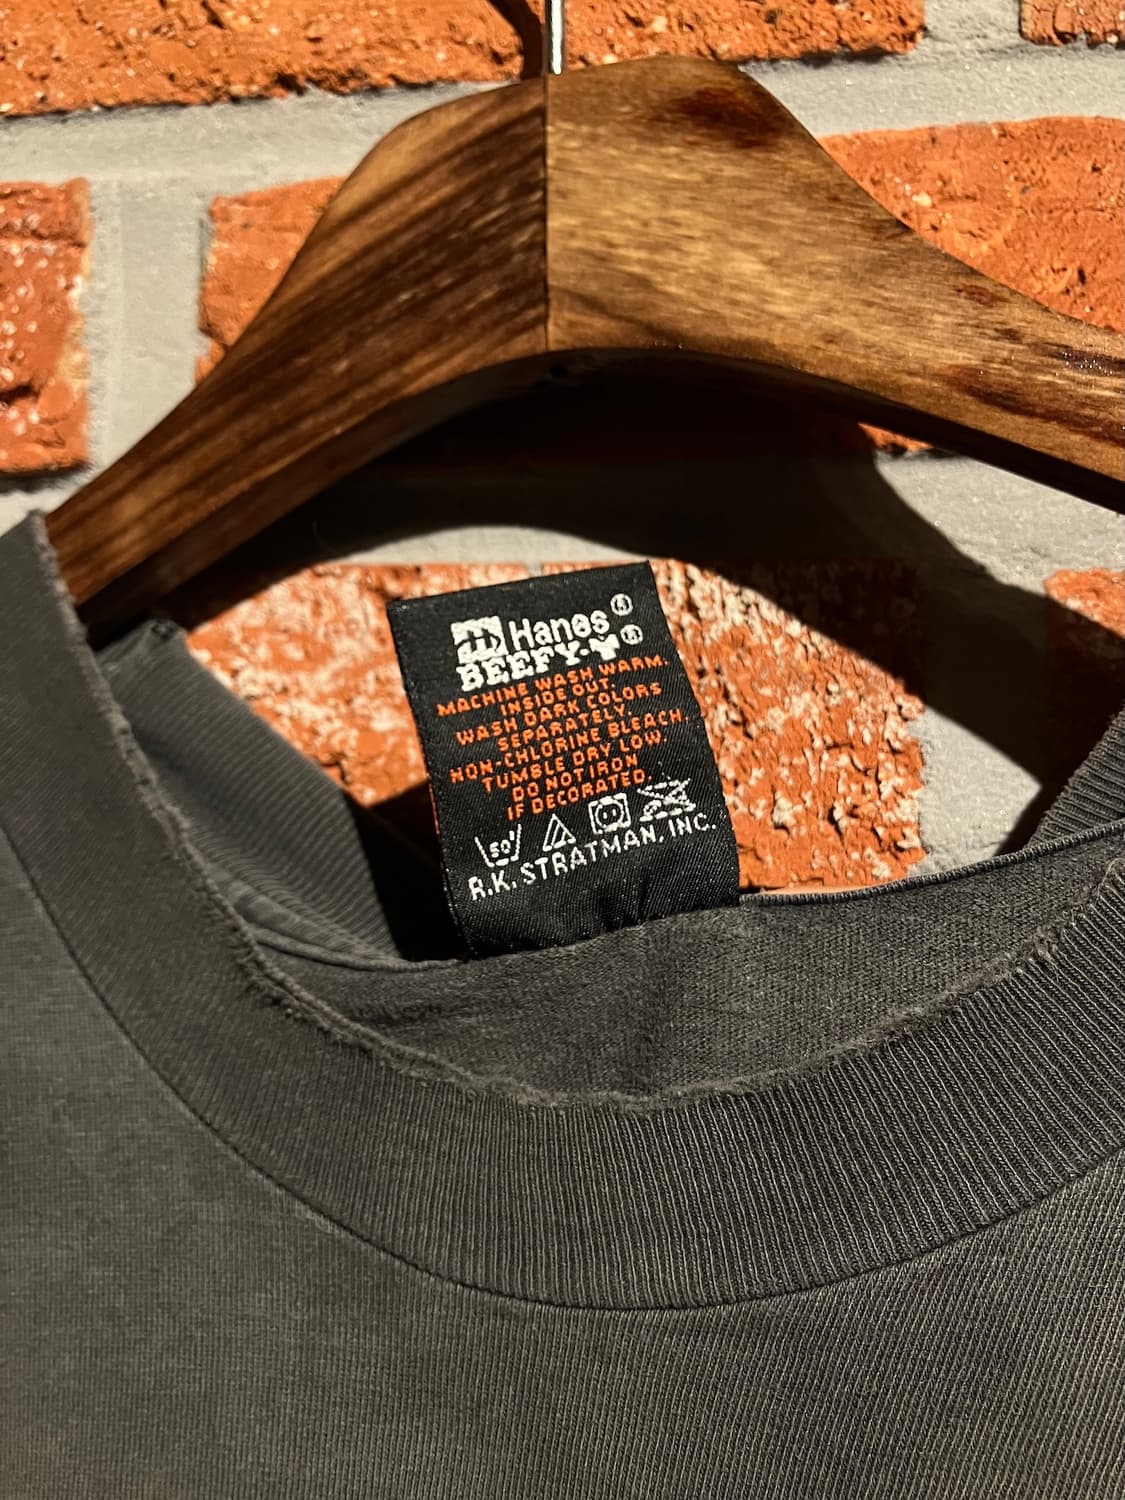 Hanes®
BEEFY-T®
MACHINE WASH WARM.
INSIDE OUT
WASH DARK COLORS
SEPARATELY
NON-CHLORINE BLEACH.
TUMBLE DRY LOW.
DO NOT IRON
IF DECORATED.
50
R.K. STRATMAN, INC.